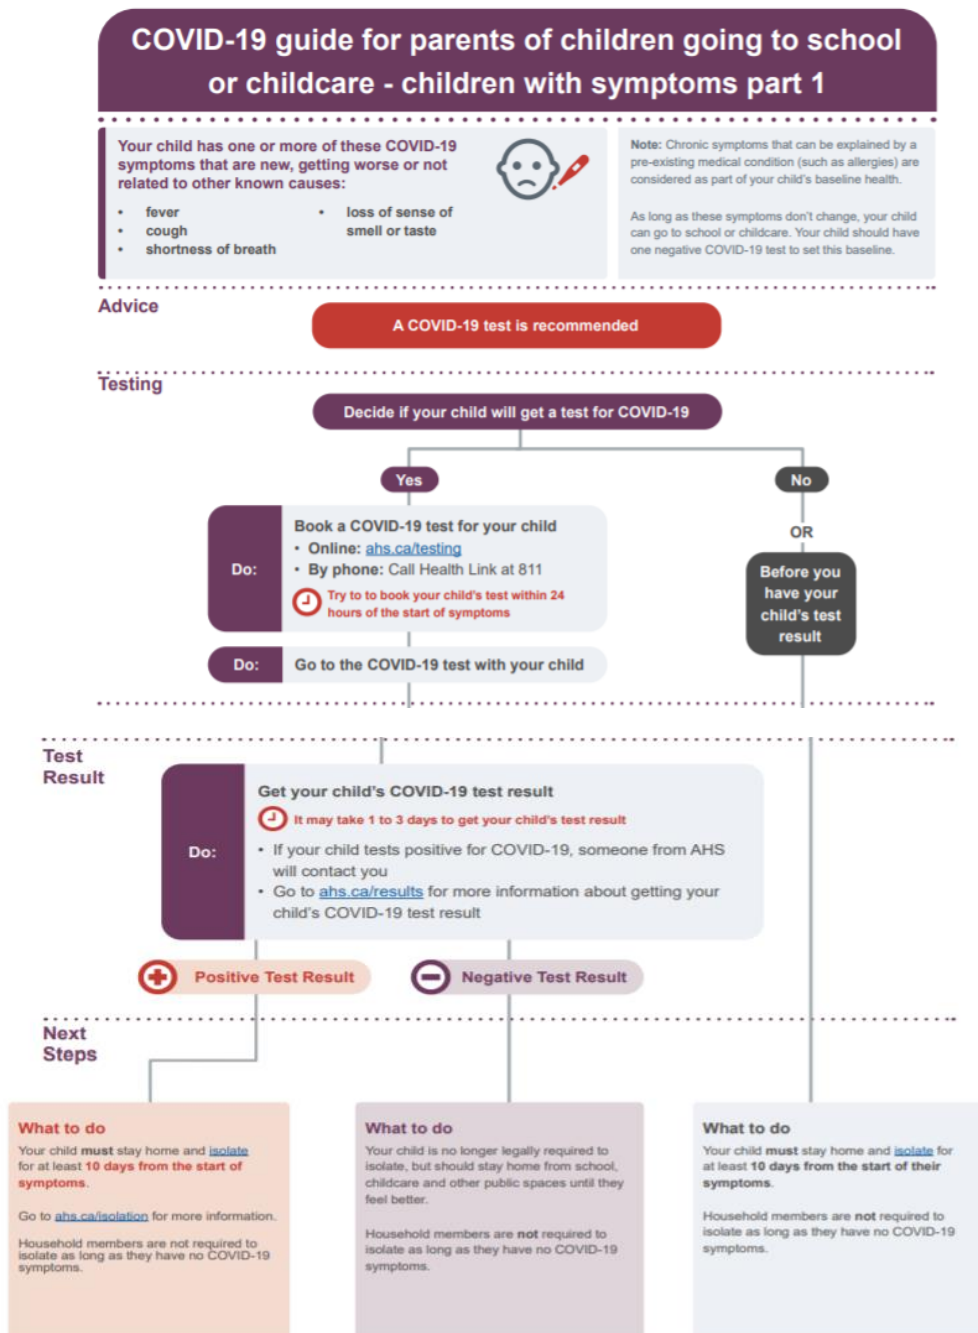 COVID-19 guide for parents of children going to school
or childcare - children with symptoms part 1
Your child has one or more of these COVID-19
symptoms that are new, getting worse or not
related to other known causes:
• fever
• cough
• shortness of breath
• loss of sense of
smell or taste
Note: Chronic symptoms that can be explained by a
pre-existing medical condition (such as allergies) are
considered as part of your child's baseline health.
As long as these symptoms don't change, your child
can go to school or childcare. Your child should have
one negative COVID-19 test to set this baseline.
Advice
A COVID-19 test is recommended
Testing
Decide if your child will get a test for COVID-19
Yes
Do:
Book a COVID-19 test for your child
• Online: ahs.ca/testing
• By phone: Call Health Link at 811
Try to to book your child's test within 24
hours of the start of symptoms
Do:
Go to the COVID-19 test with your child
No
OR
Before you
have your
child's test
result
Test
Result
Do:
Get your child's COVID-19 test result
It may take 1 to 3 days to get your child's test result
• If your child tests positive for COVID-19, someone from AHS
will contact you
• Go to ahs.ca/results for more information about getting your
child's COVID-19 test result
Positive Test Result
Negative Test Result
Next
Steps
What to do
Your child must stay home and isolate
for at least 10 days from the start of
symptoms.
Go to ahs.ca/isolation for more information.
Household members are not required to
isolate as long as they have no COVID-19
symptoms.
What to do
Your child is no longer legally required to
isolate, but should stay home from school,
childcare and other public spaces until they
feel better.
Household members are not required to
isolate as long as they have no COVID-19
symptoms.
What to do
Your child must stay home and isolate for
at least 10 days from the start of their
symptoms.
Household members are not required to
isolate as long as they have no COVID-19
symptoms.